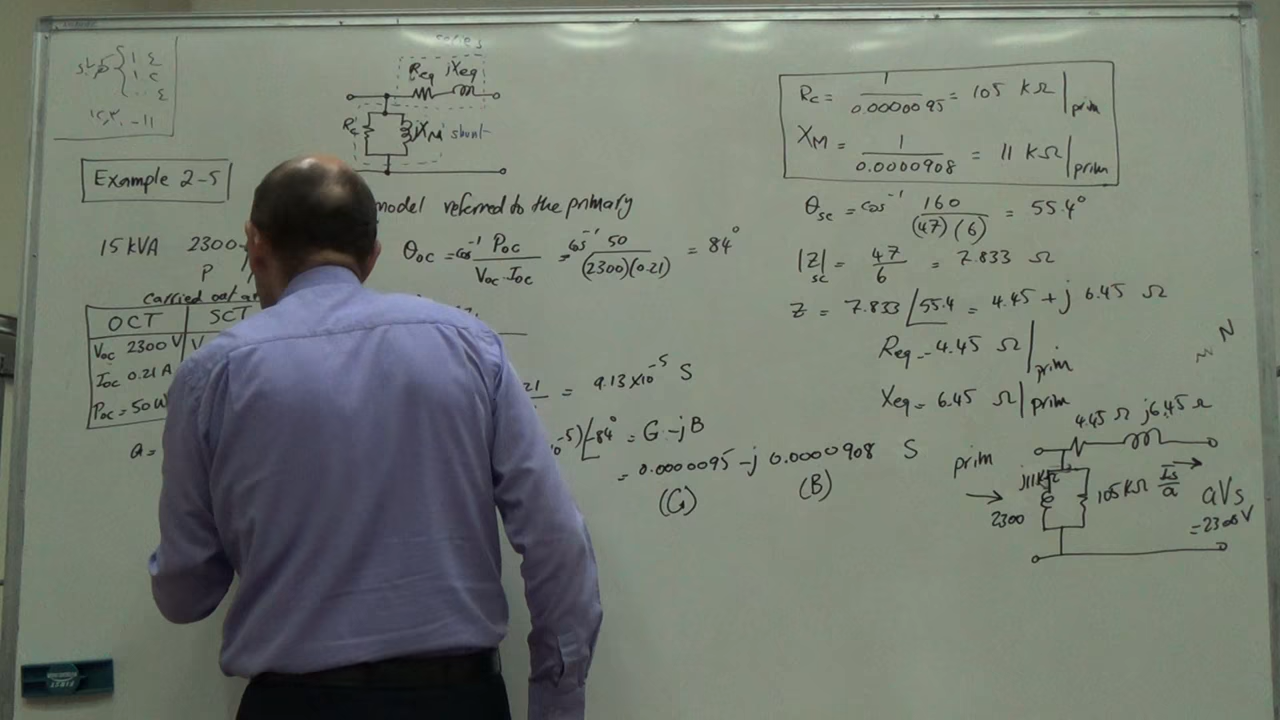 series
Req jXeq
Rc jXM shunt
Example 2-5
model referred to the primary
15 KVA 2300
P
Carried out a
OCT SCT
Voc 2300 V V
Ioc 0.21 A
Poc = 50 W
a =
θoc = cos⁻¹ Poc / Voc . Ioc = cos⁻¹ 50 / (2300)(0.21) = 84°
21 = 9.13 x10⁻⁵ S
⁻⁵) ∠-84° = G - jB
= 0.0000095 - j 0.0000908 S
(G) (B)
Rc = 1 / 0.0000095 = 105 KΩ | prim
XM = 1 / 0.0000908 = 11 KΩ | prim
θsc = cos⁻¹ 160 / (47)(6) = 55.4°
|Z|sc = 47 / 6 = 7.833 Ω
Z = 7.833 ∠55.4 = 4.45 + j 6.45 Ω
Req = 4.45 Ω | prim
Xeq = 6.45 Ω | prim
4.45 Ω j6.45 Ω
prim
j11KΩ 105KΩ Is/a
2300 aVs
= 2300 V